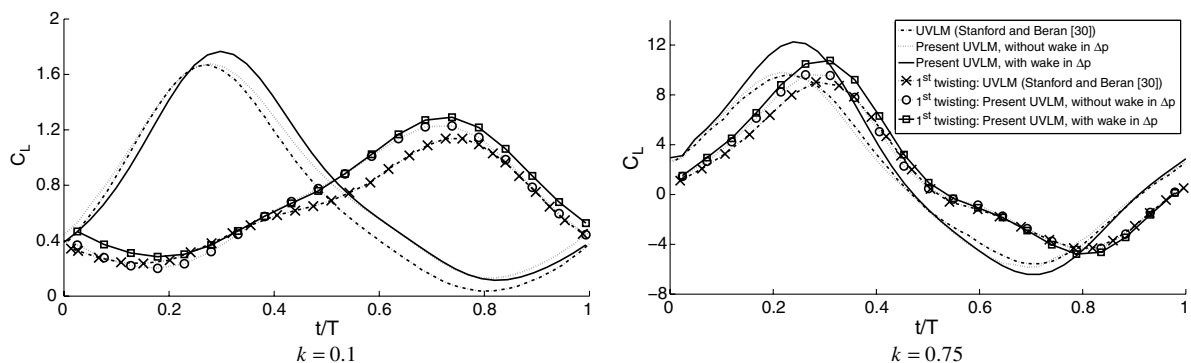 2.1
1.6
1.2
0.8
0.4
0
C_L
0 0.2 0.4 0.6 0.8 1
t/T
k = 0.1
12
8
4
0
−4
−8
C_L
0 0.2 0.4 0.6 0.8 1
t/T
k = 0.75
UVLM (Stanford and Beran [30])
Present UVLM, without wake in Δp
Present UVLM, with wake in Δp
1st twisting: UVLM (Stanford and Beran [30])
1st twisting: Present UVLM, without wake in Δp
1st twisting: Present UVLM, with wake in Δp